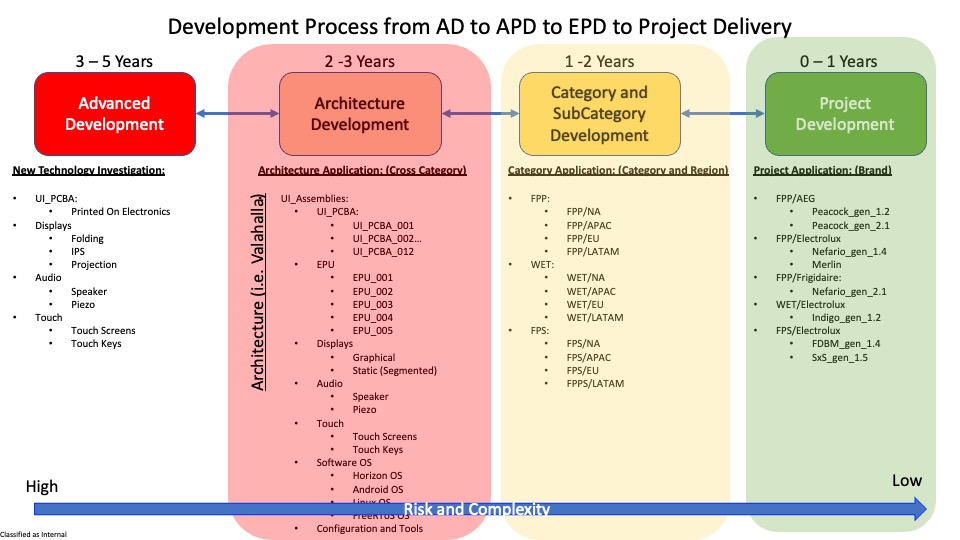 Development Process from AD to APD to EPD to Project Delivery
3 – 5 Years
Advanced
Development
New Technology Investigation:
• UI_PCBA:
• Printed On Electronics
• Displays
• Folding
• IPS
• Projection
• Audio
• Speaker
• Piezo
• Touch
• Touch Screens
• Touch Keys
2 -3 Years
Architecture
Development
Architecture Application: (Cross Category)
Architecture (i.e. Valahalla)
UI_Assemblies:
• UI_PCBA:
• UI_PCBA_001
• UI_PCBA_002…
• UI_PCBA_012
• EPU
• EPU_001
• EPU_002
• EPU_003
• EPU_004
• EPU_005
• Displays
• Graphical
• Static (Segmented)
• Audio
• Speaker
• Piezo
• Touch
• Touch Screens
• Touch Keys
• Software OS
• Horizon OS
• Android OS
• Linux OS
• FreeRTOS OS
• Configuration and Tools
1 -2 Years
Category and
SubCategory
Development
Category Application: (Category and Region)
• FPP:
• FPP/NA
• FPP/APAC
• FPP/EU
• FPP/LATAM
• WET:
• WET/NA
• WET/APAC
• WET/EU
• WET/LATAM
• FPS:
• FPS/NA
• FPS/APAC
• FPS/EU
• FPPS/LATAM
0 – 1 Years
Project
Development
Project Application: (Brand)
• FPP/AEG
• Peacock_gen_1.2
• Peacock_gen_2.1
• FPP/Electrolux
• Nefario_gen_1.4
• Merlin
• FPP/Frigidaire:
• Nefario_gen_2.1
• WET/Electrolux
• Indigo_gen_1.2
• FPS/Electrolux
• FDBM_gen_1.4
• SxS_gen_1.5
High
Low
Risk and Complexity
Classified as Internal